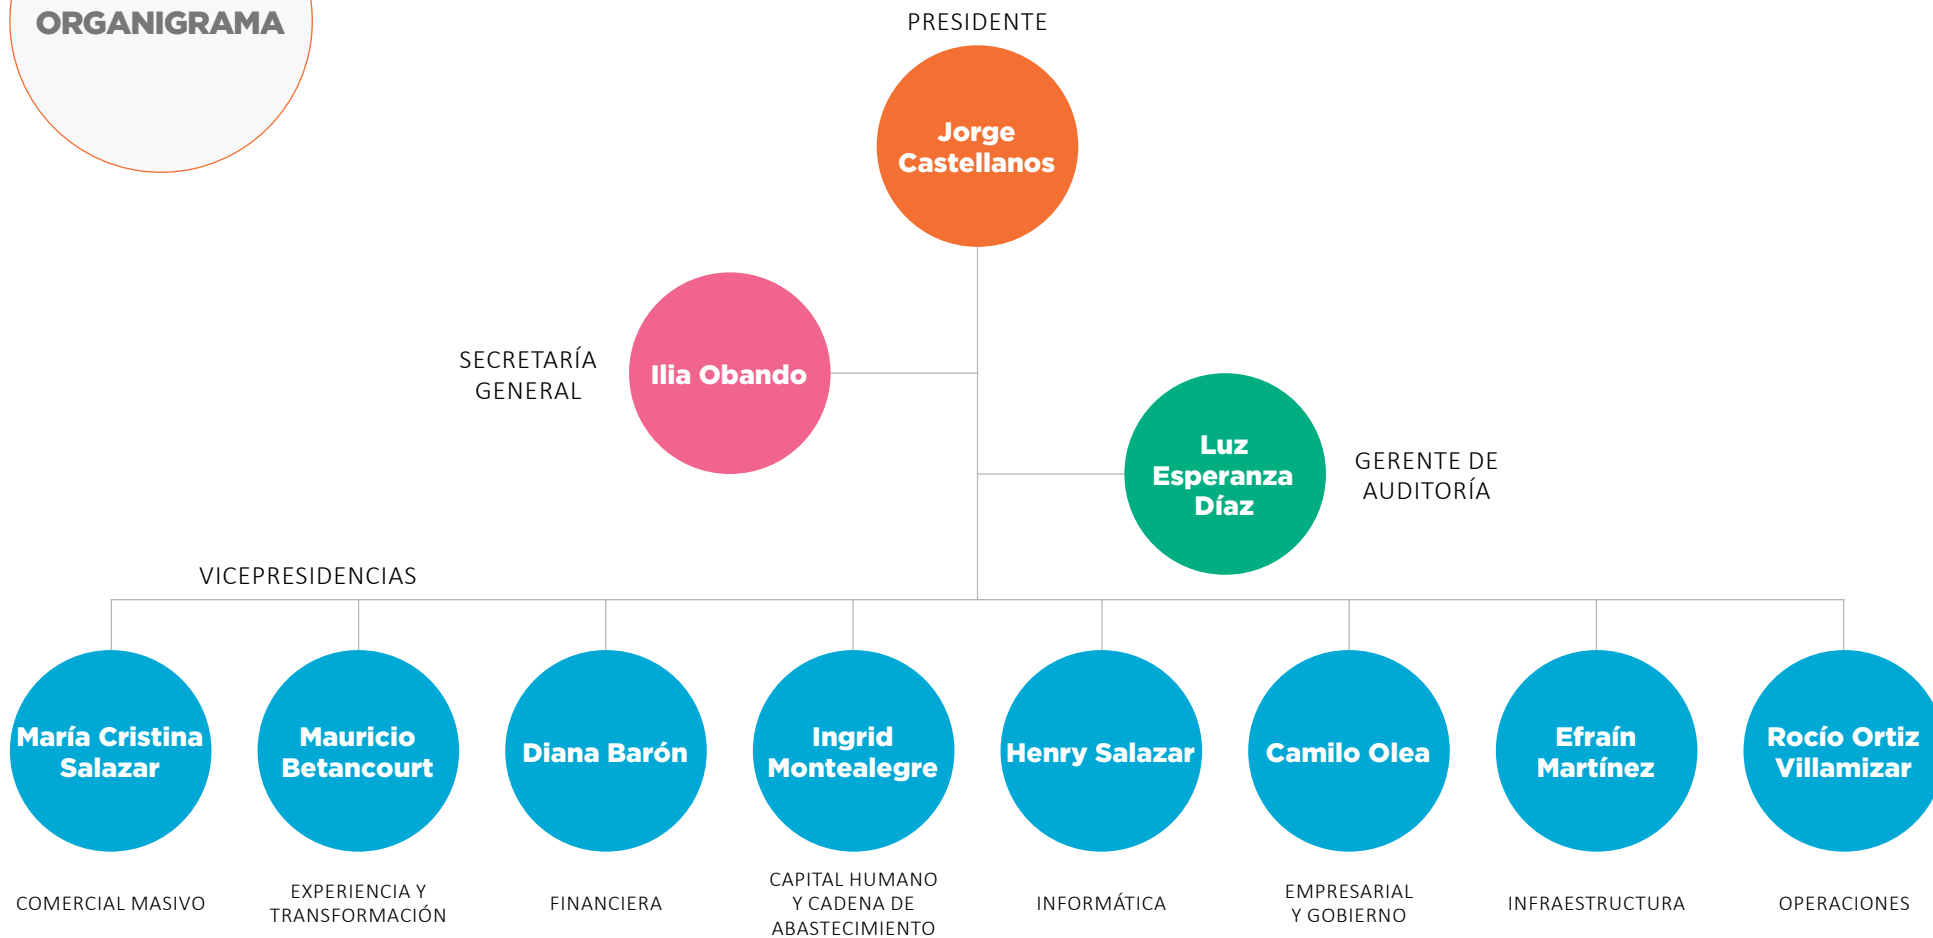 ORGANIGRAMA
PRESIDENTE
Jorge
Castellanos
SECRETARÍA
GENERAL
Ilia Obando
Luz
Esperanza
Díaz
GERENTE DE
AUDITORÍA
VICEPRESIDENCIAS
María Cristina
Salazar
COMERCIAL MASIVO
Mauricio
Betancourt
EXPERIENCIA Y
TRANSFORMACIÓN
Diana Barón
FINANCIERA
Ingrid
Montealegre
CAPITAL HUMANO
Y CADENA DE
ABASTECIMIENTO
Henry Salazar
INFORMÁTICA
Camilo Olea
EMPRESARIAL
Y GOBIERNO
Efraín
Martínez
INFRAESTRUCTURA
Rocío Ortiz
Villamizar
OPERACIONES